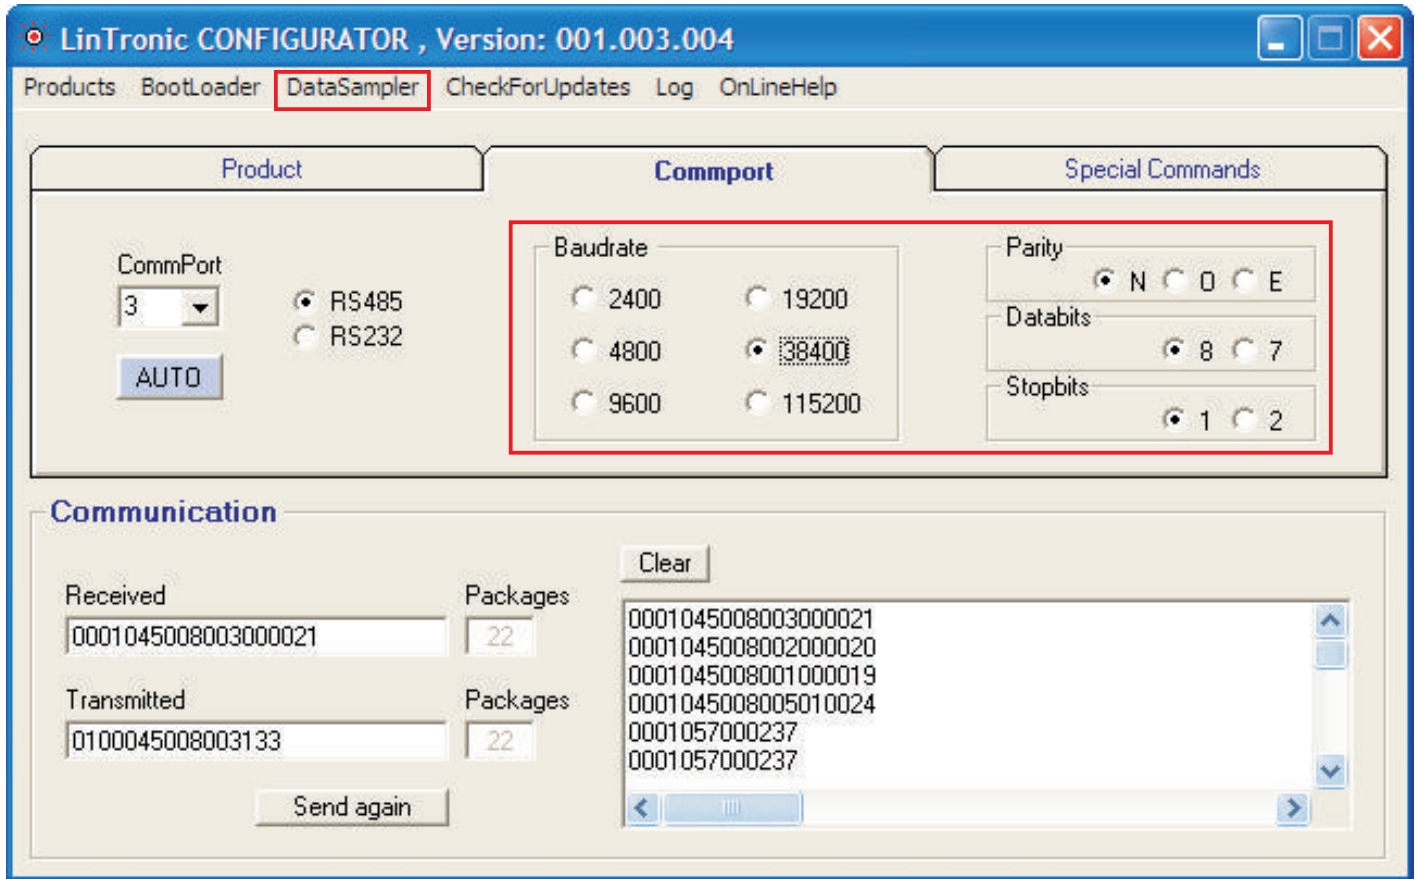 LinTronic CONFIGURATOR , Version: 001.003.004
Products BootLoader DataSampler CheckForUpdates Log OnLineHelp
Product Commport Special Commands
CommPort
3
AUTO
RS485
RS232
Baudrate
2400 19200
4800 38400
9600 115200
Parity
N O E
Databits
8 7
Stopbits
1 2
Communication
Received Packages
0001045008003000021 22
Transmitted Packages
01000045008003133 22
Send again
Clear
0001045008003000021
0001045008002000020
0001045008001000019
0001045008005010024
0001057000237
0001057000237